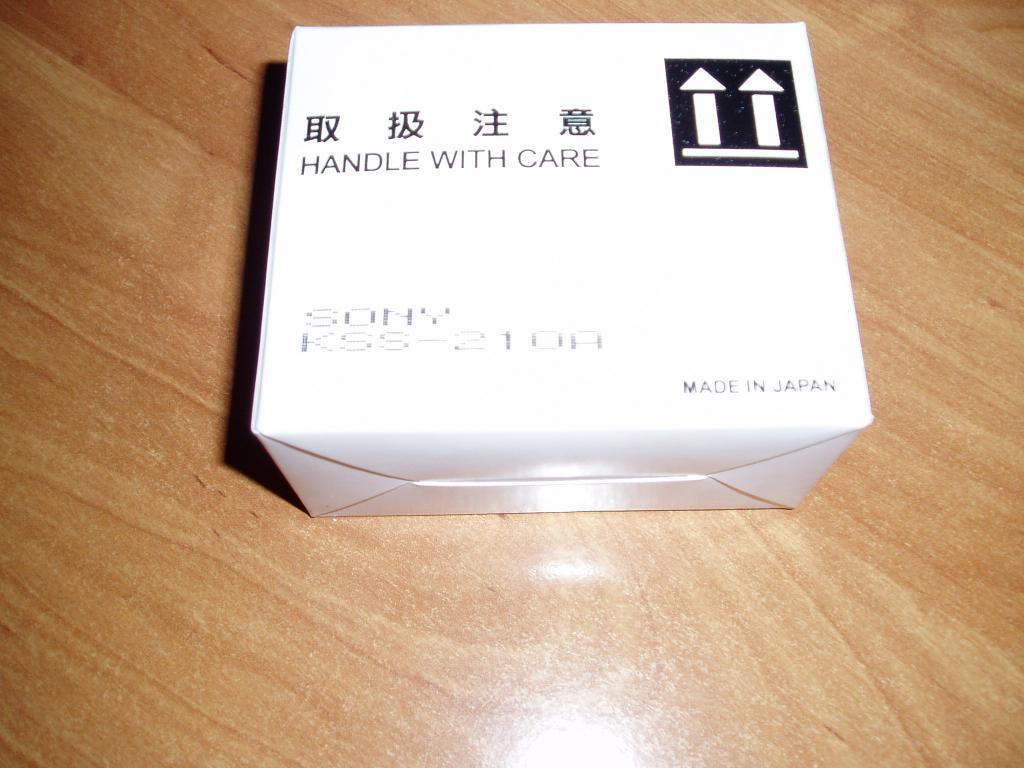 取扱注意
HANDLE WITH CARE
SONY
KSS-210A
MADE IN JAPAN